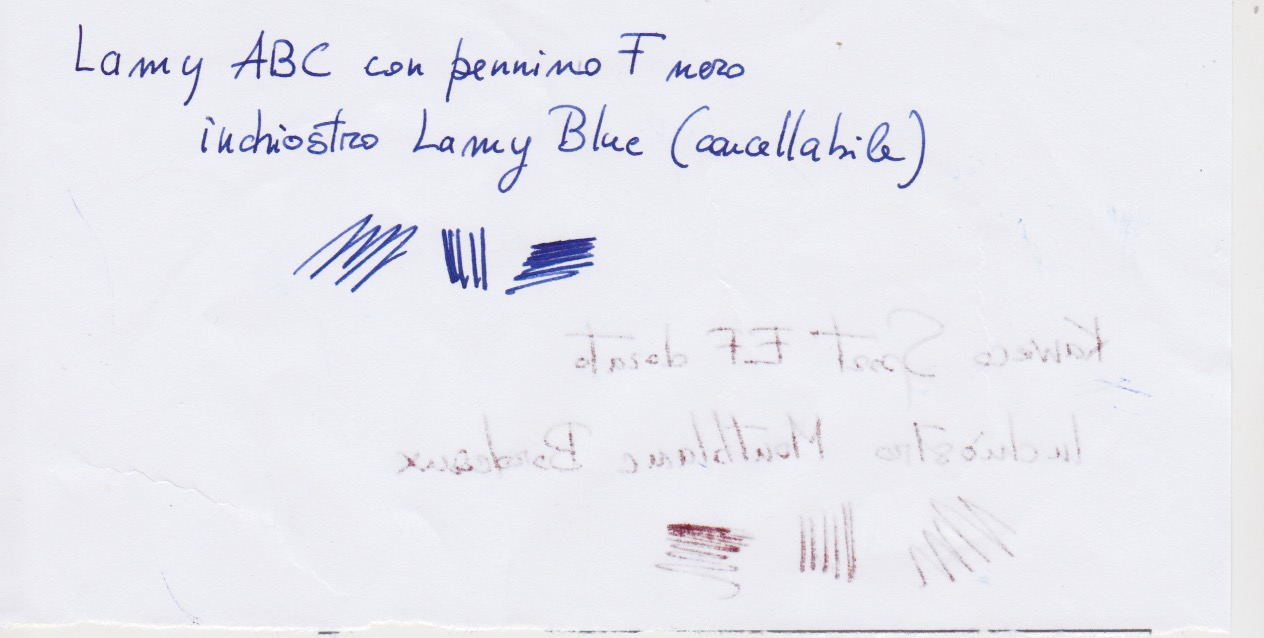 Lamy ABC con pennino F nero
inchiostro Lamy Blue (cancellabile)
Kaweco Sport EF dorato
Inchiostro Montblanc Bordeaux